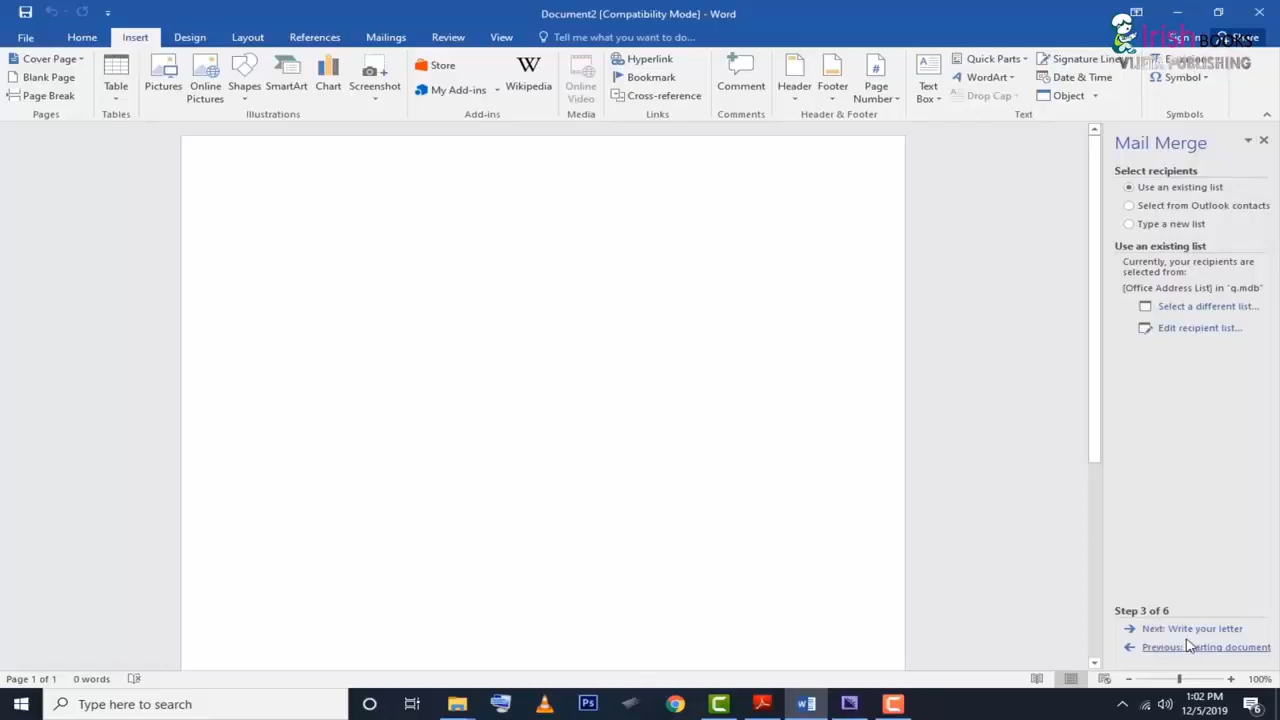 Document2 [Compatibility Mode] - Word
File Home Insert Design Layout References Mailings Review View Tell me what you want to do...
Irish BOOKS
VIJETA PUBLISHING
Cover Page
Blank Page
Page Break
Pages
Table
Tables
Pictures
Online Pictures
Shapes
SmartArt
Chart
Screenshot
Illustrations
Store
My Add-ins
Wikipedia
Add-ins
Online Video
Media
Hyperlink
Bookmark
Cross-reference
Links
Comment
Comments
Header
Footer
Page Number
Header & Footer
Text Box
Quick Parts
WordArt
Drop Cap
Signature Line
Date & Time
Object
Text
Symbol
Symbols
Mail Merge
Select recipients
Use an existing list
Select from Outlook contacts
Type a new list
Use an existing list
Currently, your recipients are
selected from:
[Office Address List] in "q.mdb"
Select a different list...
Edit recipient list...
Step 3 of 6
Next: Write your letter
Previous: document
Page 1 of 1 0 words
100%
Type here to search
1:02 PM
12/5/2019
6